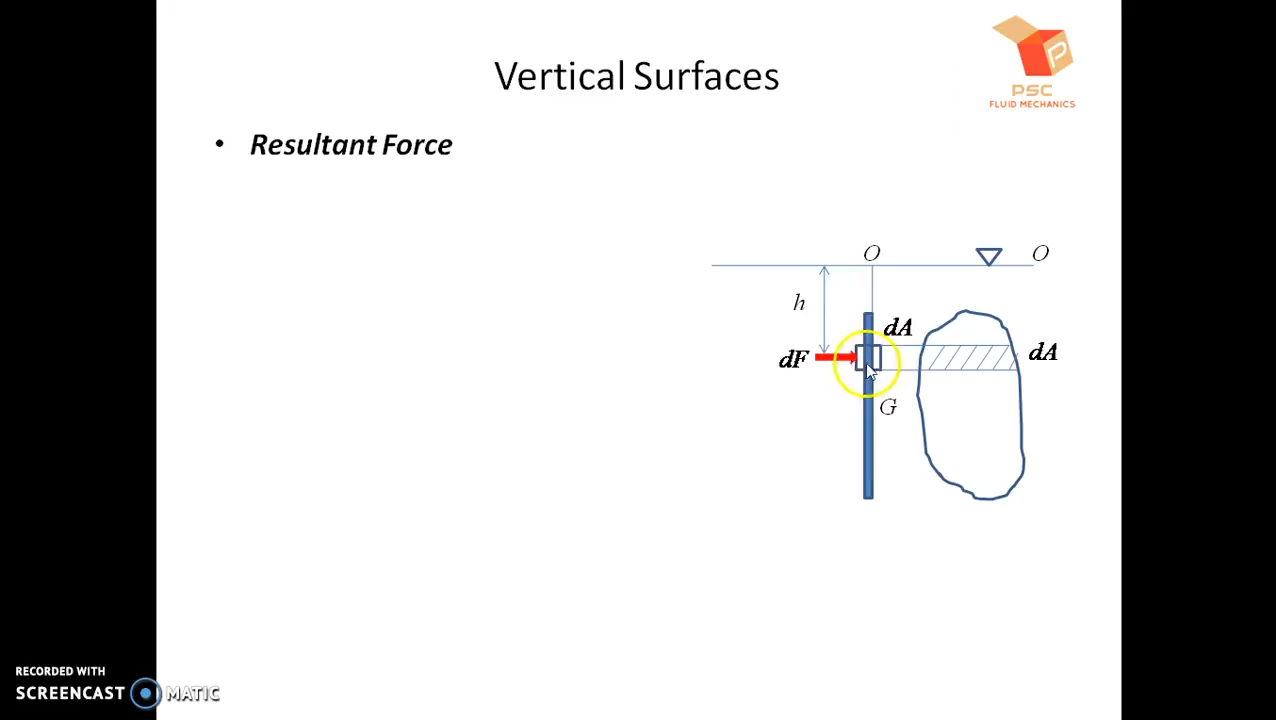 PSC
FLUID MECHANICS
Vertical Surfaces
• Resultant Force
O
O
h
dA
dF
dA
G
RECORDED WITH
SCREENCAST MATIC